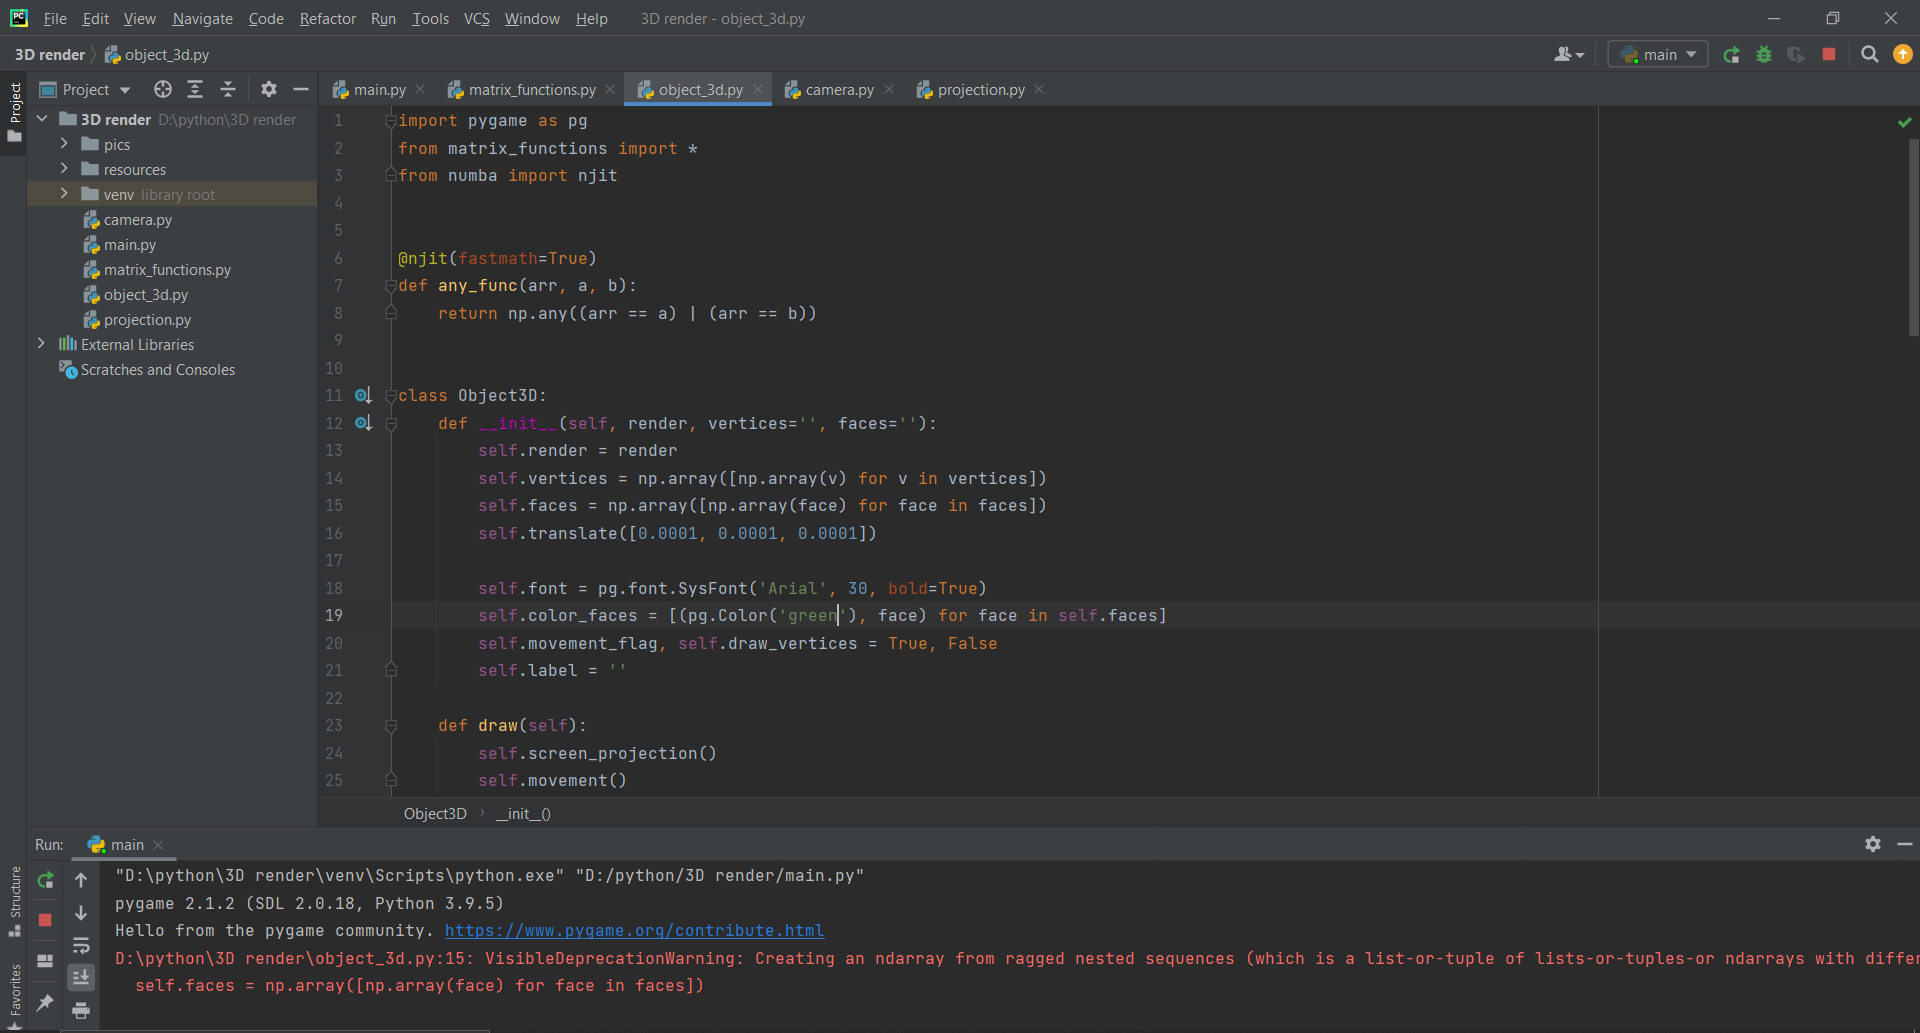 PC File Edit View Navigate Code Refactor Run Tools VCS Window Help 3D render - object_3d.py
3D render object_3d.py main
Project Project main.py matrix_functions.py object_3d.py camera.py projection.py
3D render D:\python\3D render
pics
resources
venv library root
camera.py
main.py
matrix_functions.py
object_3d.py
projection.py
External Libraries
Scratches and Consoles
1 import pygame as pg
2 from matrix_functions import *
3 from numba import njit
4
5
6 @njit(fastmath=True)
7 def any_func(arr, a, b):
8 return np.any((arr == a) | (arr == b))
9
10
11 class Object3D:
12 def __init__(self, render, vertices='', faces=''):
13 self.render = render
14 self.vertices = np.array([np.array(v) for v in vertices])
15 self.faces = np.array([np.array(face) for face in faces])
16 self.translate([0.0001, 0.0001, 0.0001])
17
18 self.font = pg.font.SysFont('Arial', 30, bold=True)
19 self.color_faces = [(pg.Color('green'), face) for face in self.faces]
20 self.movement_flag, self.draw_vertices = True, False
21 self.label = ''
22
23 def draw(self):
24 self.screen_projection()
25 self.movement()
Object3D __init__()
Run: main
Structure
Favorites
"D:\python\3D render\venv\Scripts\python.exe" "D:/python/3D render/main.py"
pygame 2.1.2 (SDL 2.0.18, Python 3.9.5)
Hello from the pygame community. https://www.pygame.org/contribute.html
D:\python\3D render\object_3d.py:15: VisibleDeprecationWarning: Creating an ndarray from ragged nested sequences (which is a list-or-tuple of lists-or-tuples-or ndarrays with differ
self.faces = np.array([np.array(face) for face in faces])